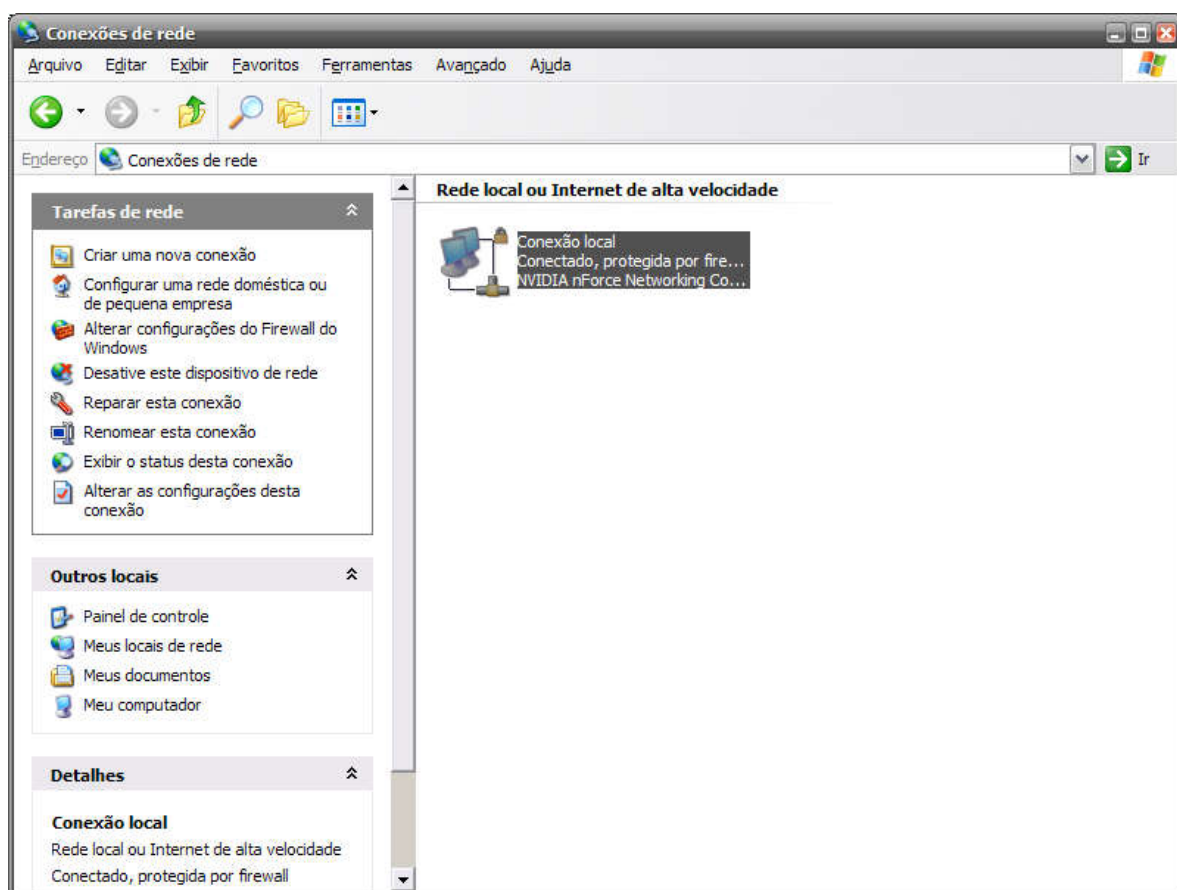 Conexões de rede
Arquivo Editar Exibir Favoritos Ferramentas Avançado Ajuda
Endereço Conexões de rede Ir
Tarefas de rede
Criar uma nova conexão
Configurar uma rede doméstica ou
de pequena empresa
Alterar configurações do Firewall do
Windows
Desative este dispositivo de rede
Reparar esta conexão
Renomear esta conexão
Exibir o status desta conexão
Alterar as configurações desta
conexão
Outros locais
Painel de controle
Meus locais de rede
Meus documentos
Meu computador
Detalhes
Conexão local
Rede local ou Internet de alta velocidade
Conectado, protegida por firewall
Rede local ou Internet de alta velocidade
Conexão local
Conectado, protegida por fire...
NVIDIA nForce Networking Co...